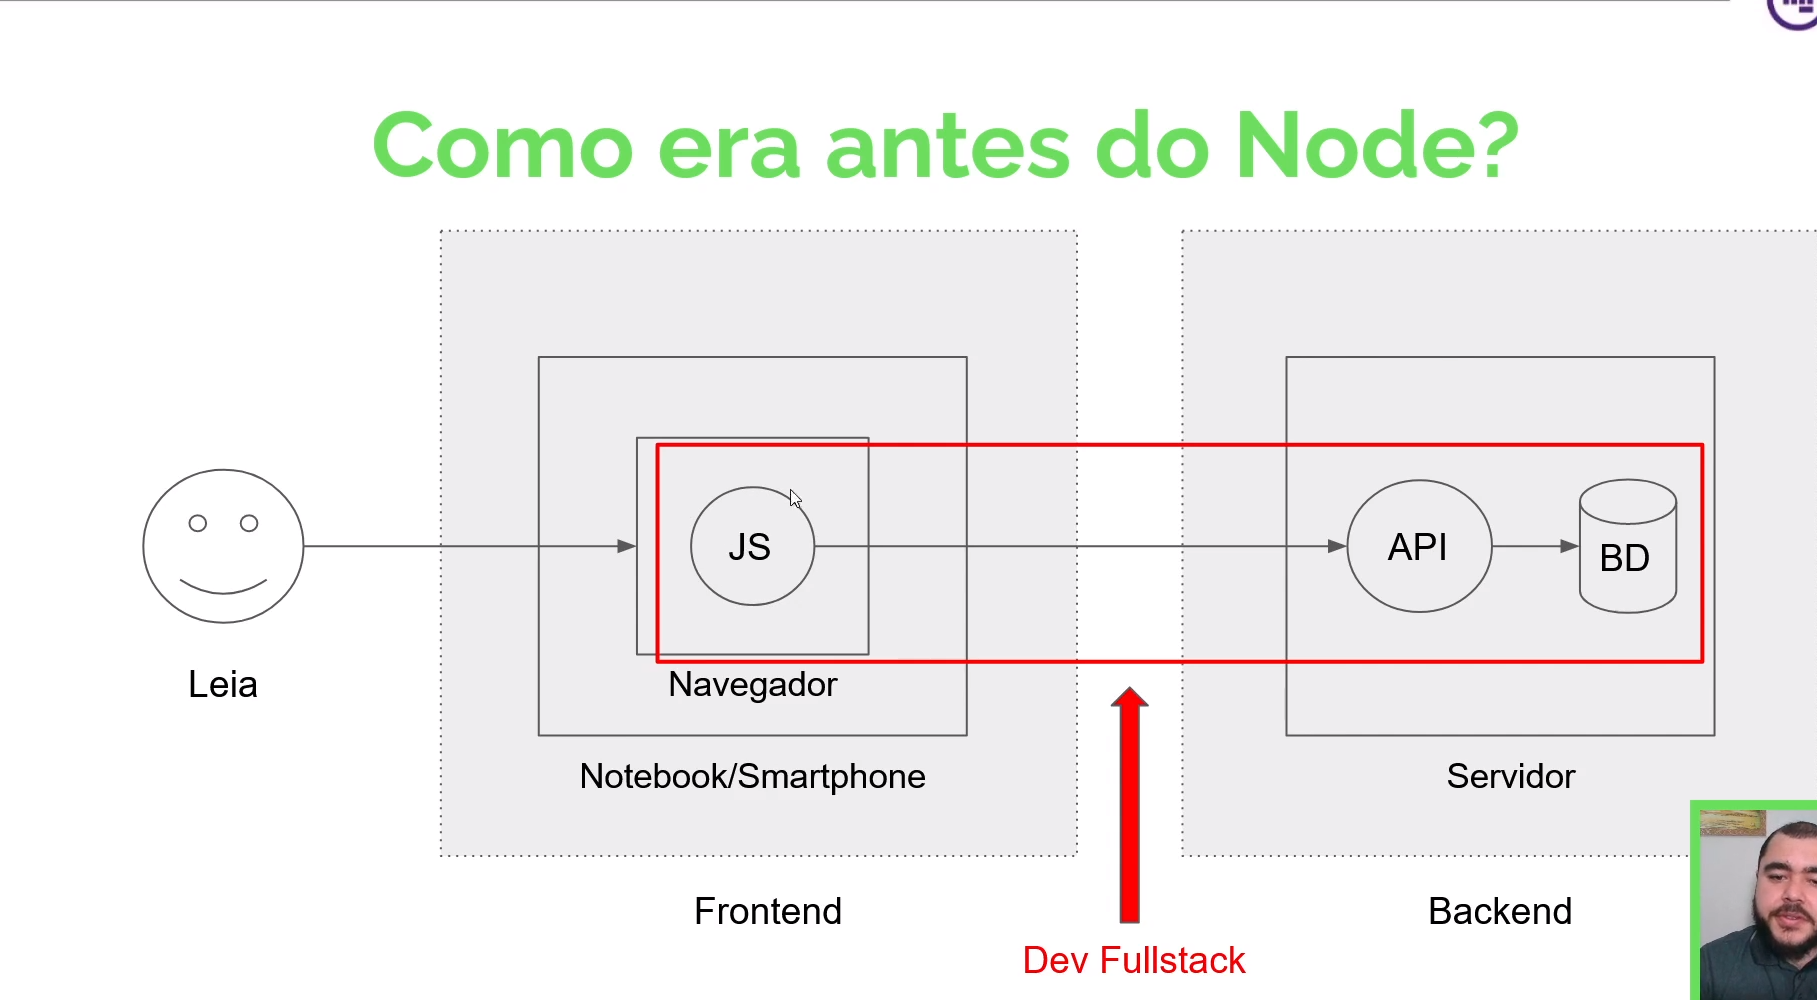 Como era antes do Node?
JS
API
BD
Leia
Navegador
Notebook/Smartphone
Servidor
Frontend
Backend
Dev Fullstack